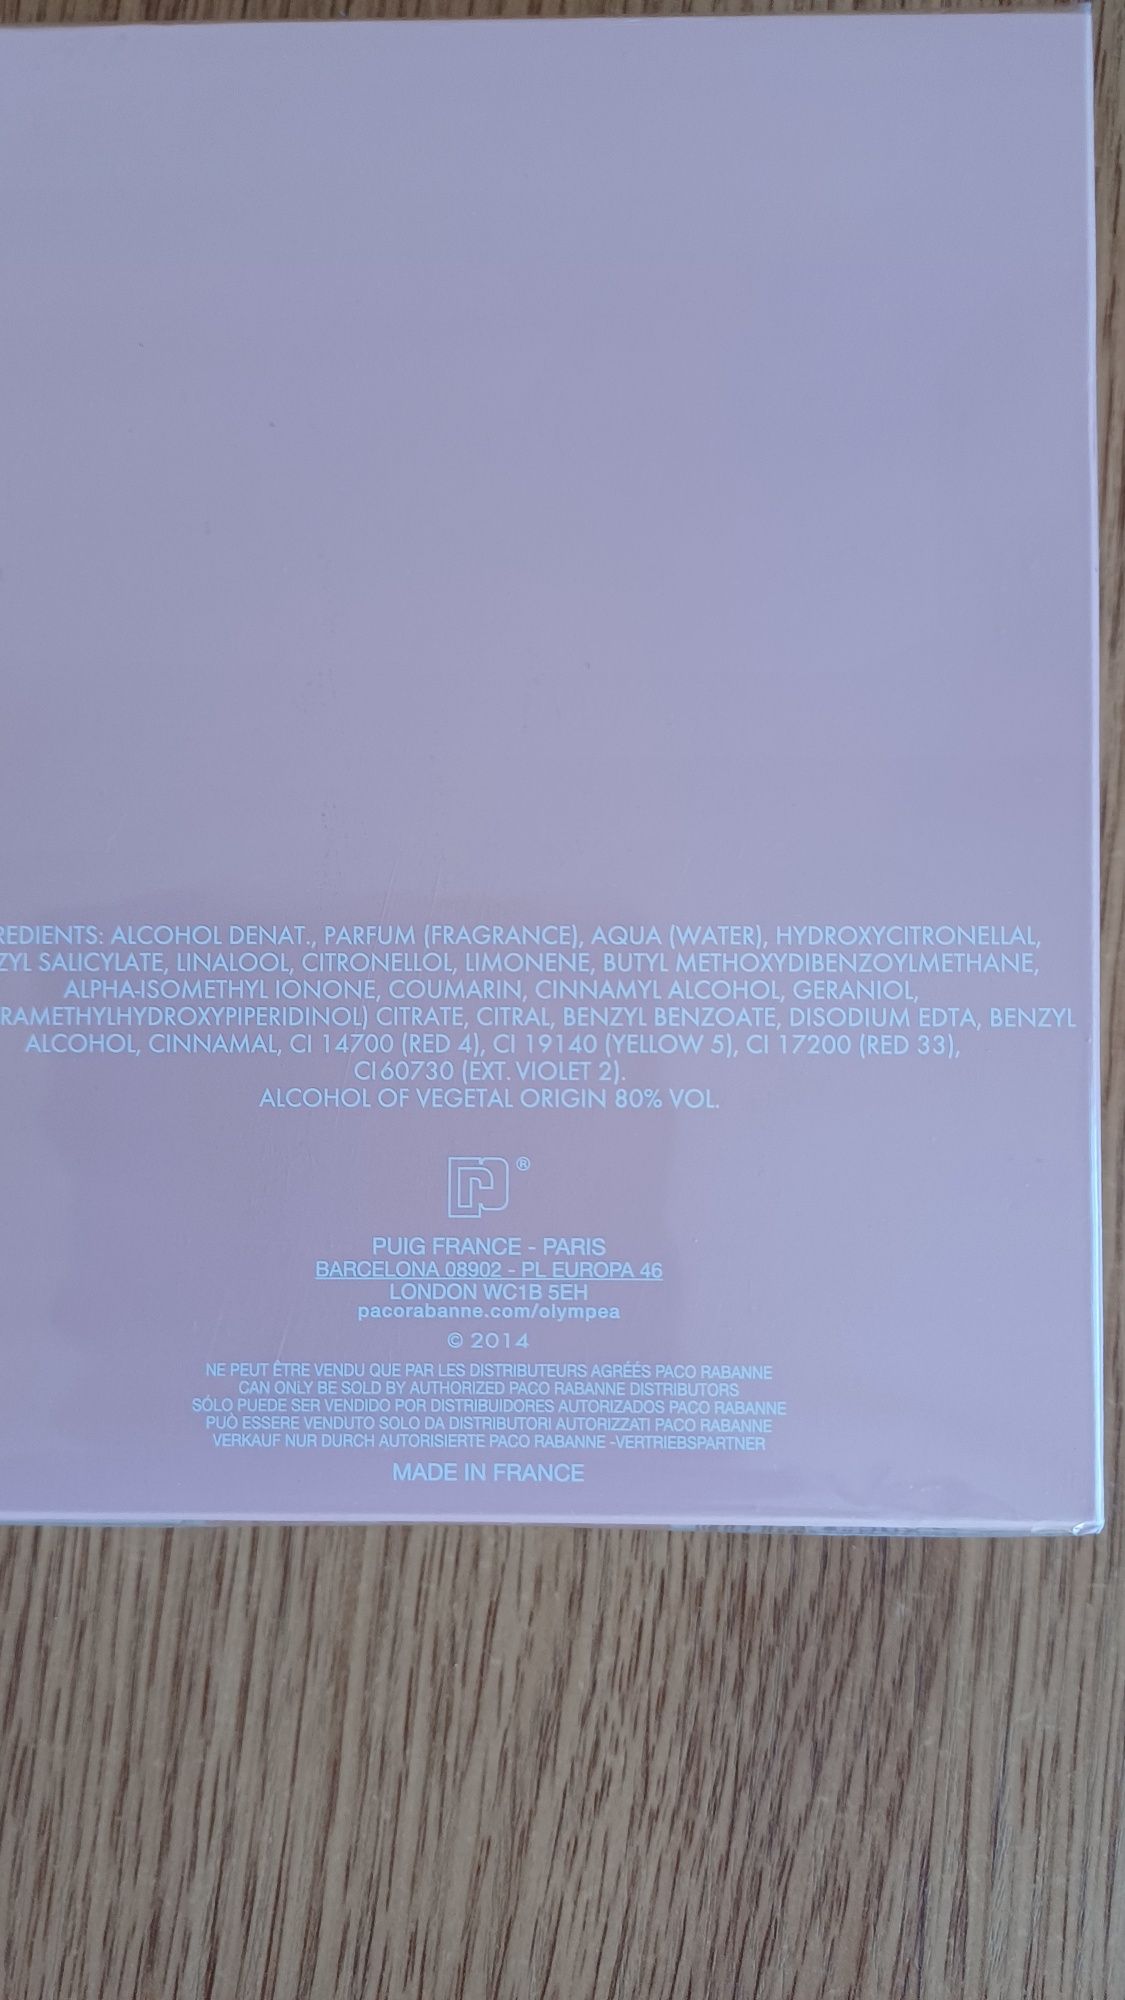 REDIENTS: ALCOHOL DENAT., PARFUM (FRAGRANCE), AQUA (WATER), HYDROXYCITRONELLAL,
ZYL SALICYLATE, LINALOOL, CITRONELLOL, LIMONENE, BUTYL METHOXYDIBENZOYLMETHANE,
ALPHA-ISOMETHYL IONONE, COUMARIN, CINNAMYL ALCOHOL, GERANIOL,
RAMETHYLHYDROXYPIPERIDINOL) CITRATE, CITRAL, BENZYL BENZOATE, DISODIUM EDTA, BENZYL
ALCOHOL, CINNAMAL, CI 14700 (RED 4), CI 19140 (YELLOW 5), CI 17200 (RED 33),
CI 60730 (EXT. VIOLET 2).
ALCOHOL OF VEGETAL ORIGIN 80% VOL.
®
PUIG FRANCE - PARIS
BARCELONA 08902 - PL EUROPA 46
LONDON WC1B 5EH
pacorabanne.com/olympea
© 2014
NE PEUT ÊTRE VENDU QUE PAR LES DISTRIBUTEURS AGRÉÉS PACO RABANNE
CAN ONLY BE SOLD BY AUTHORIZED PACO RABANNE DISTRIBUTORS
SÓLO PUEDE SER VENDIDO POR DISTRIBUIDORES AUTORIZADOS PACO RABANNE
PUÒ ESSERE VENDUTO SOLO DA DISTRIBUTORI AUTORIZZATI PACO RABANNE
VERKAUF NUR DURCH AUTORISIERTE PACO RABANNE -VERTRIEBSPARTNER
MADE IN FRANCE